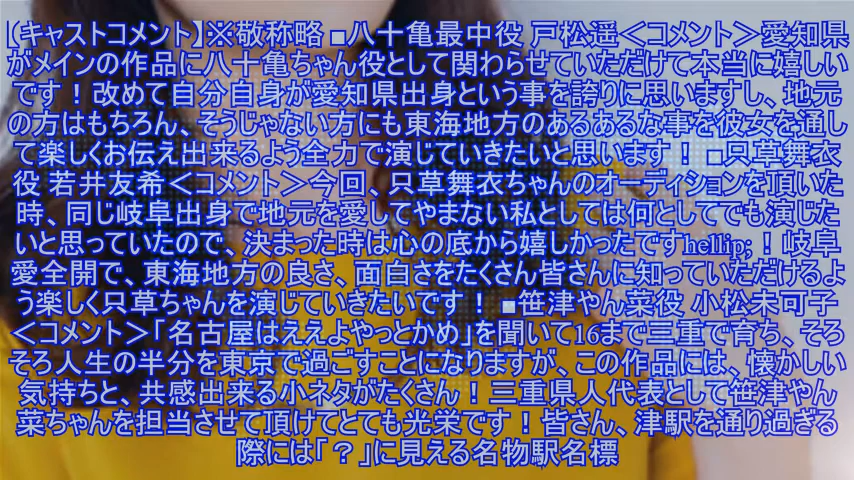 【キャストコメント】※敬称略 ■八十亀最中役 戸松遥＜コメント＞愛知県
がメインの作品に八十亀ちゃん役として関わらせていただけて本当に嬉しい
です！改めて自分自身が愛知県出身という事を誇りに思いますし、地元
の方はもちろん、そうじゃない方にも東海地方のあるあるな事を彼女を通し
て楽しくお伝え出来るよう全力で演じていきたいと思います！ ■只草舞衣
役 若井友希＜コメント＞今回、只草舞衣ちゃんのオーディションを頂いた
時、同じ岐阜出身で地元を愛してやまない私としては何としてでも演じた
いと思っていたので、決まった時は心の底から嬉しかったですhellip;！岐阜
愛全開で、東海地方の良さ、面白さをたくさん皆さんに知っていただけるよ
う楽しく只草ちゃんを演じていきたいです！ ■笹津やん菜役 小松未可子
＜コメント＞「名古屋はええよやっとかめ」を聞いて16まで三重で育ち、そろ
そろ人生の半分を東京で過ごすことになりますが、この作品には、懐かしい
気持ちと、共感出来る小ネタがたくさん！三重県人代表として笹津やん
菜ちゃんを担当させて頂けてとても光栄です！皆さん、津駅を通り過ぎる
際には「？」に見える名物駅名標